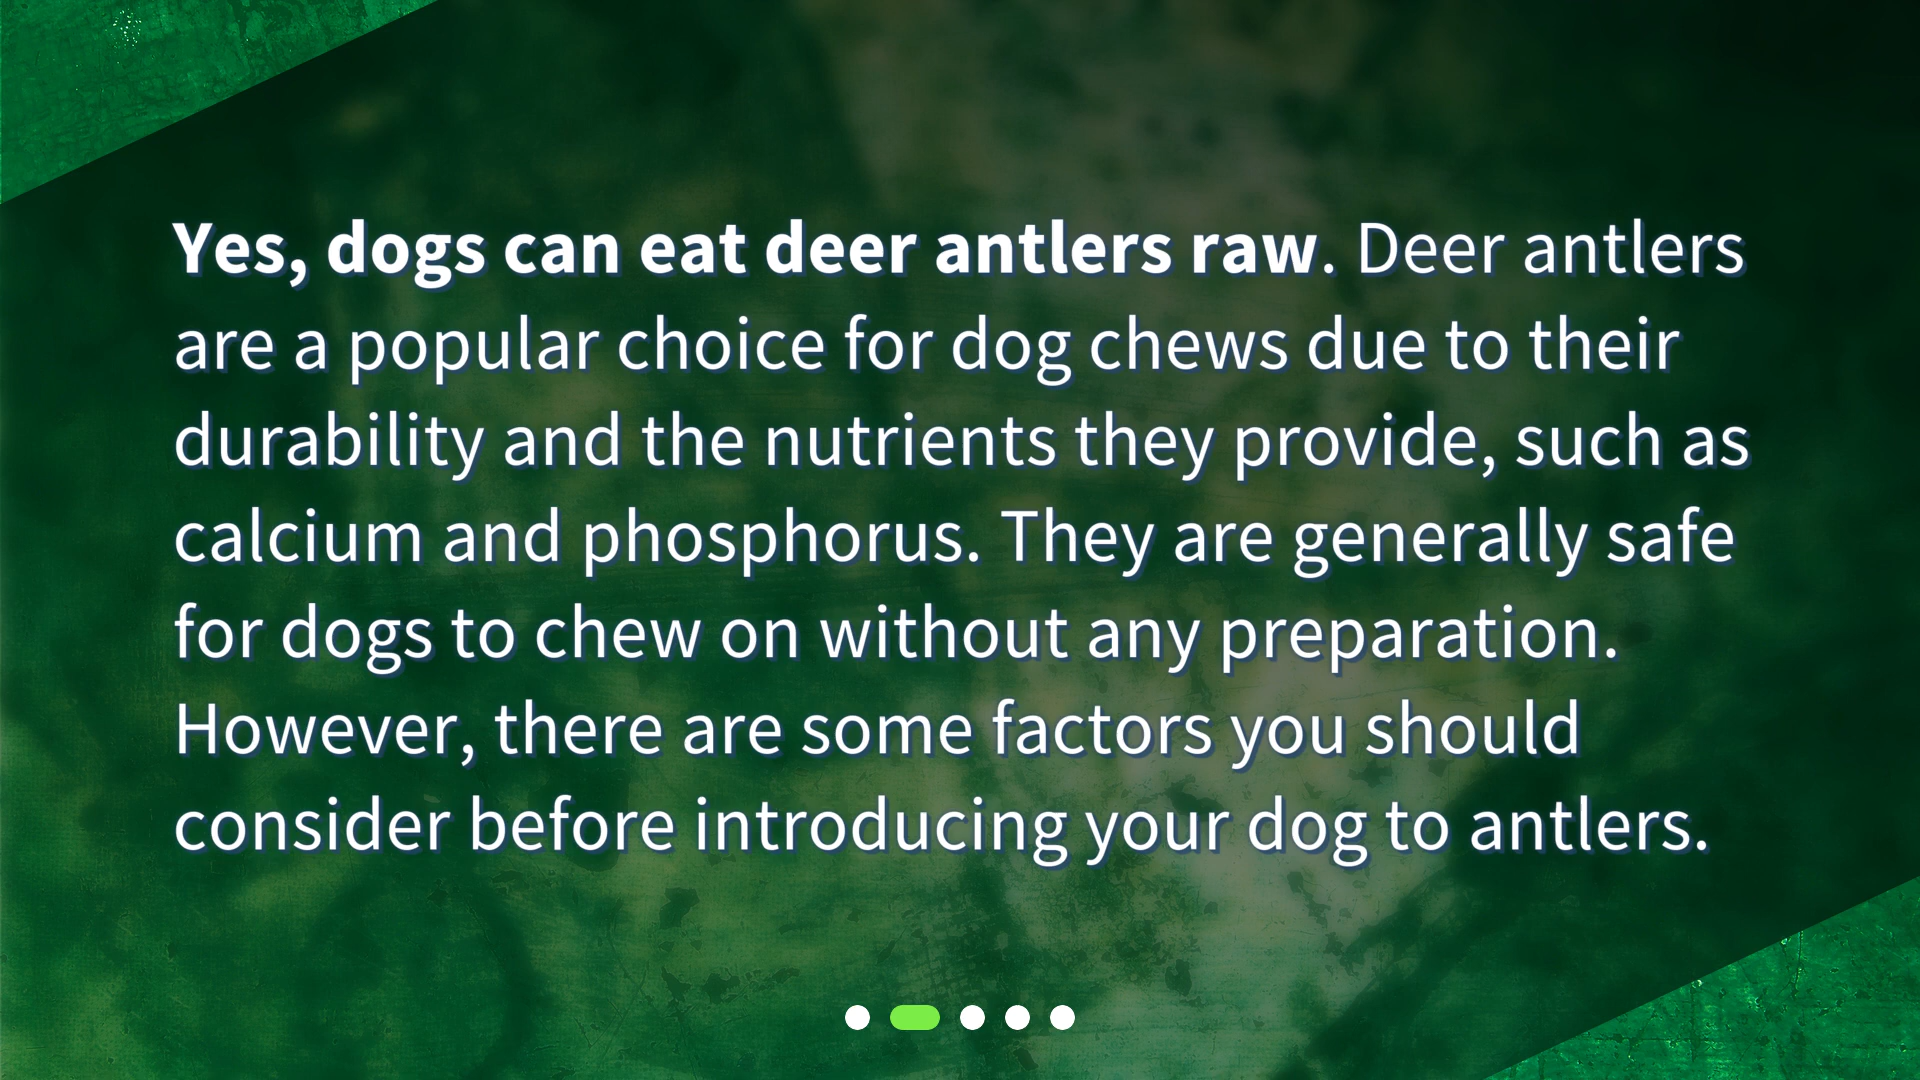 Yes, dogs can eat deer antlers raw. Deer antlers
are a popular choice for dog chews due to their
durability and the nutrients they provide, such as
calcium and phosphorus. They are generally safe
for dogs to chew on without any preparation.
However, there are some factors you should
consider before introducing your dog to antlers.